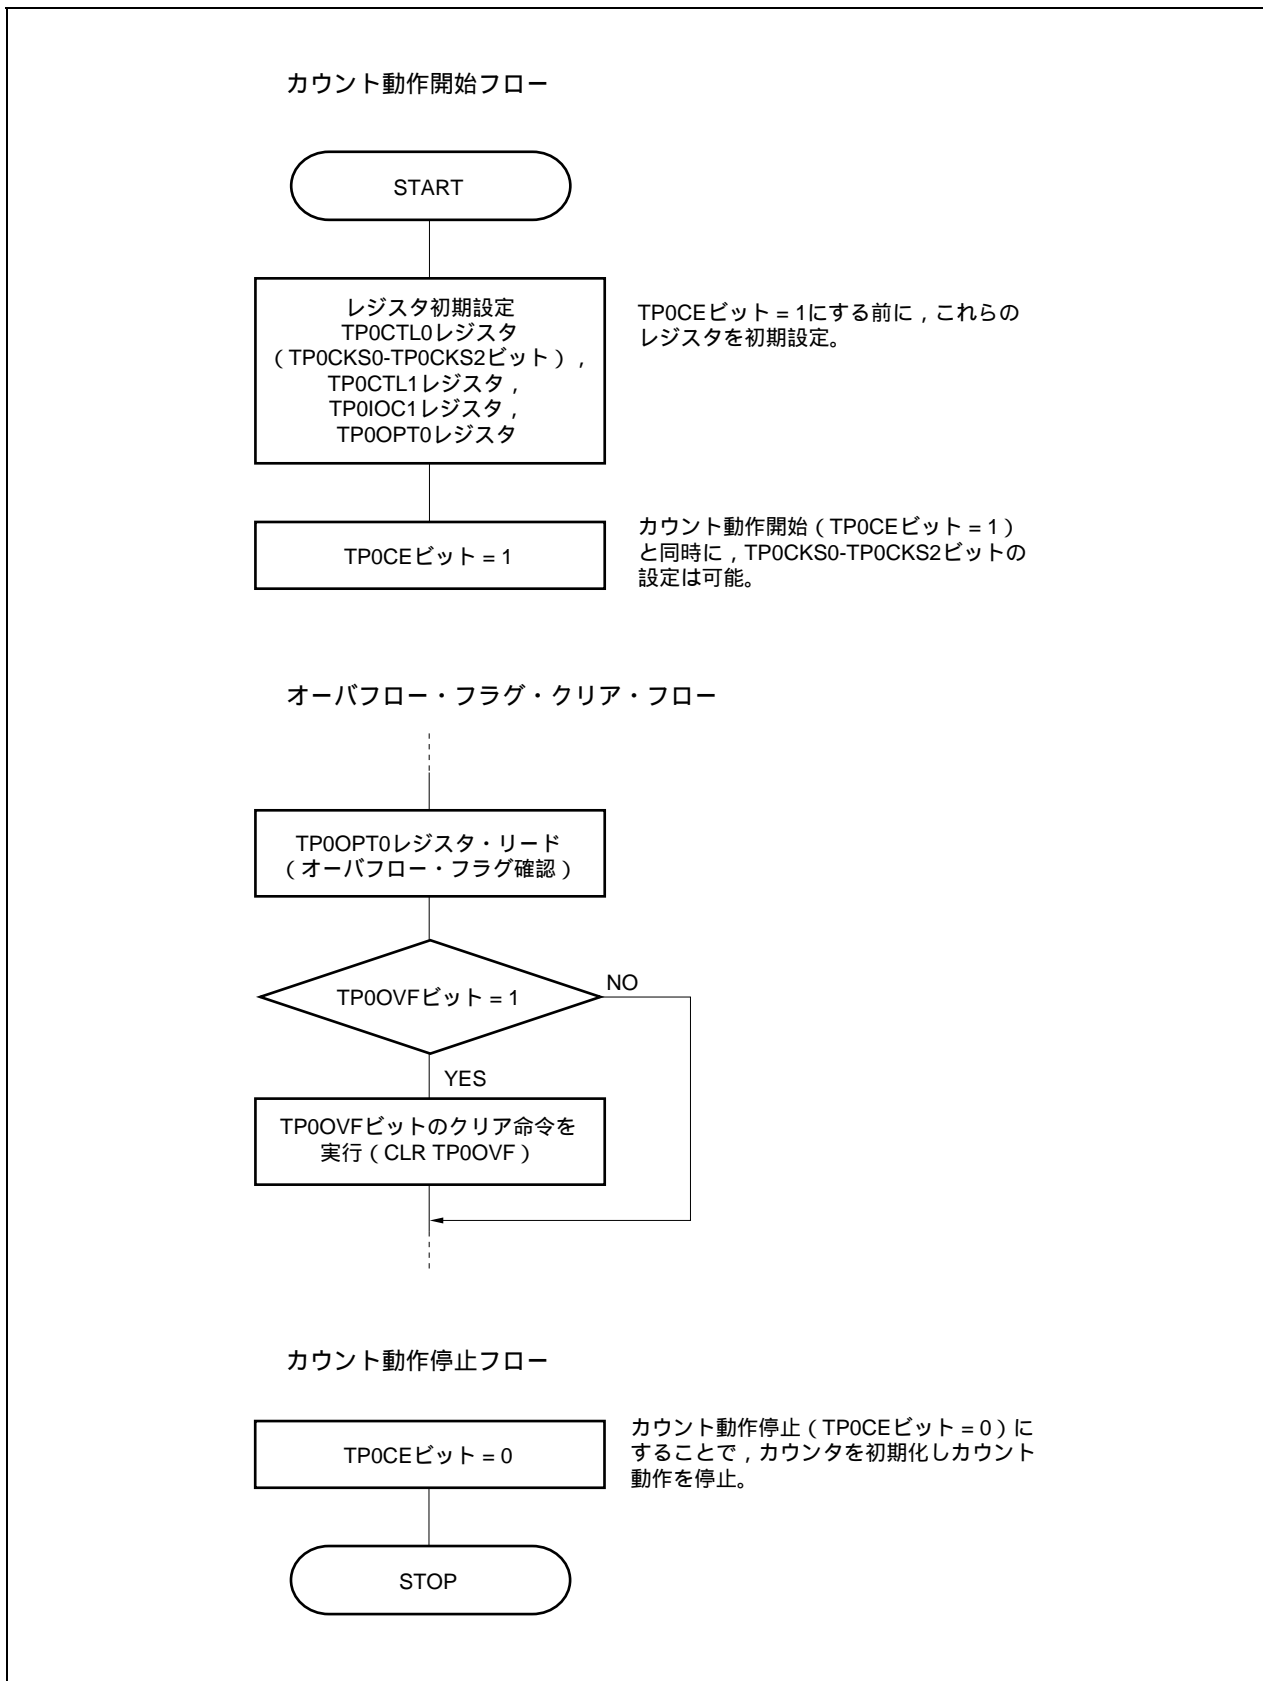 カウント動作開始フロー
START
レジスタ初期設定
TP0CTL0レジスタ
（TP0CKS0-TP0CKS2ビット），
TP0CTL1レジスタ，
TP0IOC1レジスタ，
TP0OPT0レジスタ
TP0CEビット = 1にする前に，これらの
レジスタを初期設定。
TP0CEビット = 1
カウント動作開始（TP0CEビット = 1）
と同時に，TP0CKS0-TP0CKS2ビットの
設定は可能。
オーバフロー・フラグ・クリア・フロー
TP0OPT0レジスタ・リード
（オーバフロー・フラグ確認）
TP0OVFビット = 1
NO
YES
TP0OVFビットのクリア命令を
実行（CLR TP0OVF）
カウント動作停止フロー
TP0CEビット = 0
カウント動作停止（TP0CEビット = 0）に
することで，カウンタを初期化しカウント
動作を停止。
STOP